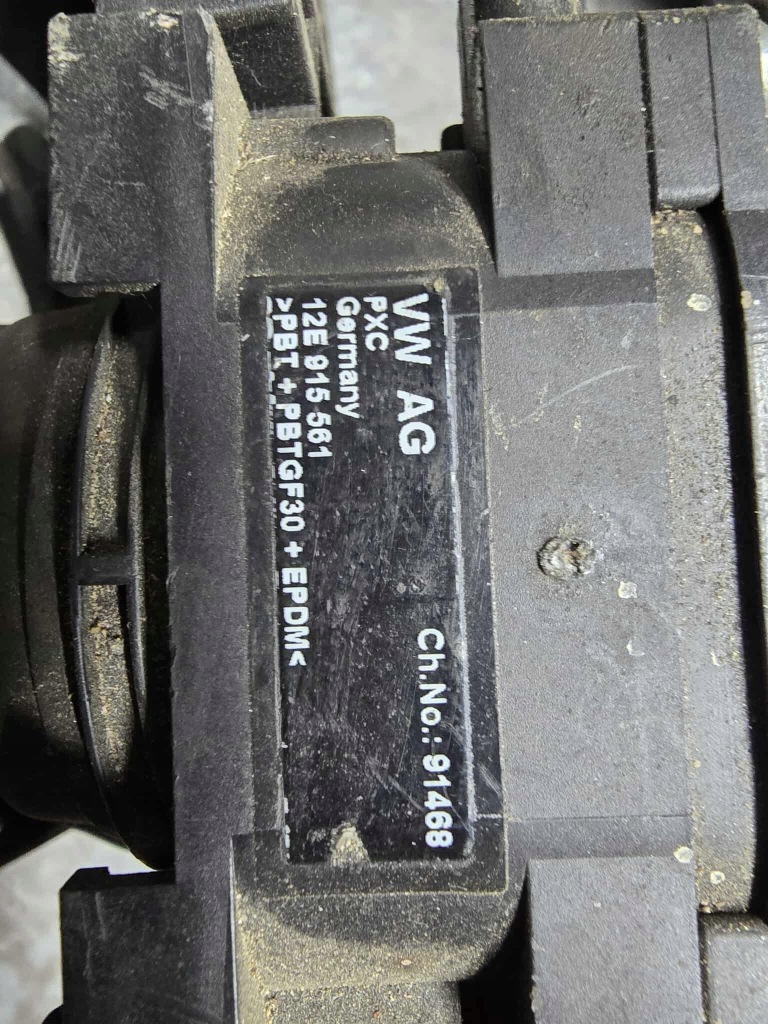 VW AG
Ch.No.: 91468
PXC
Germany
12E 915 561
>PBT + PBTGF30 + EPDM<